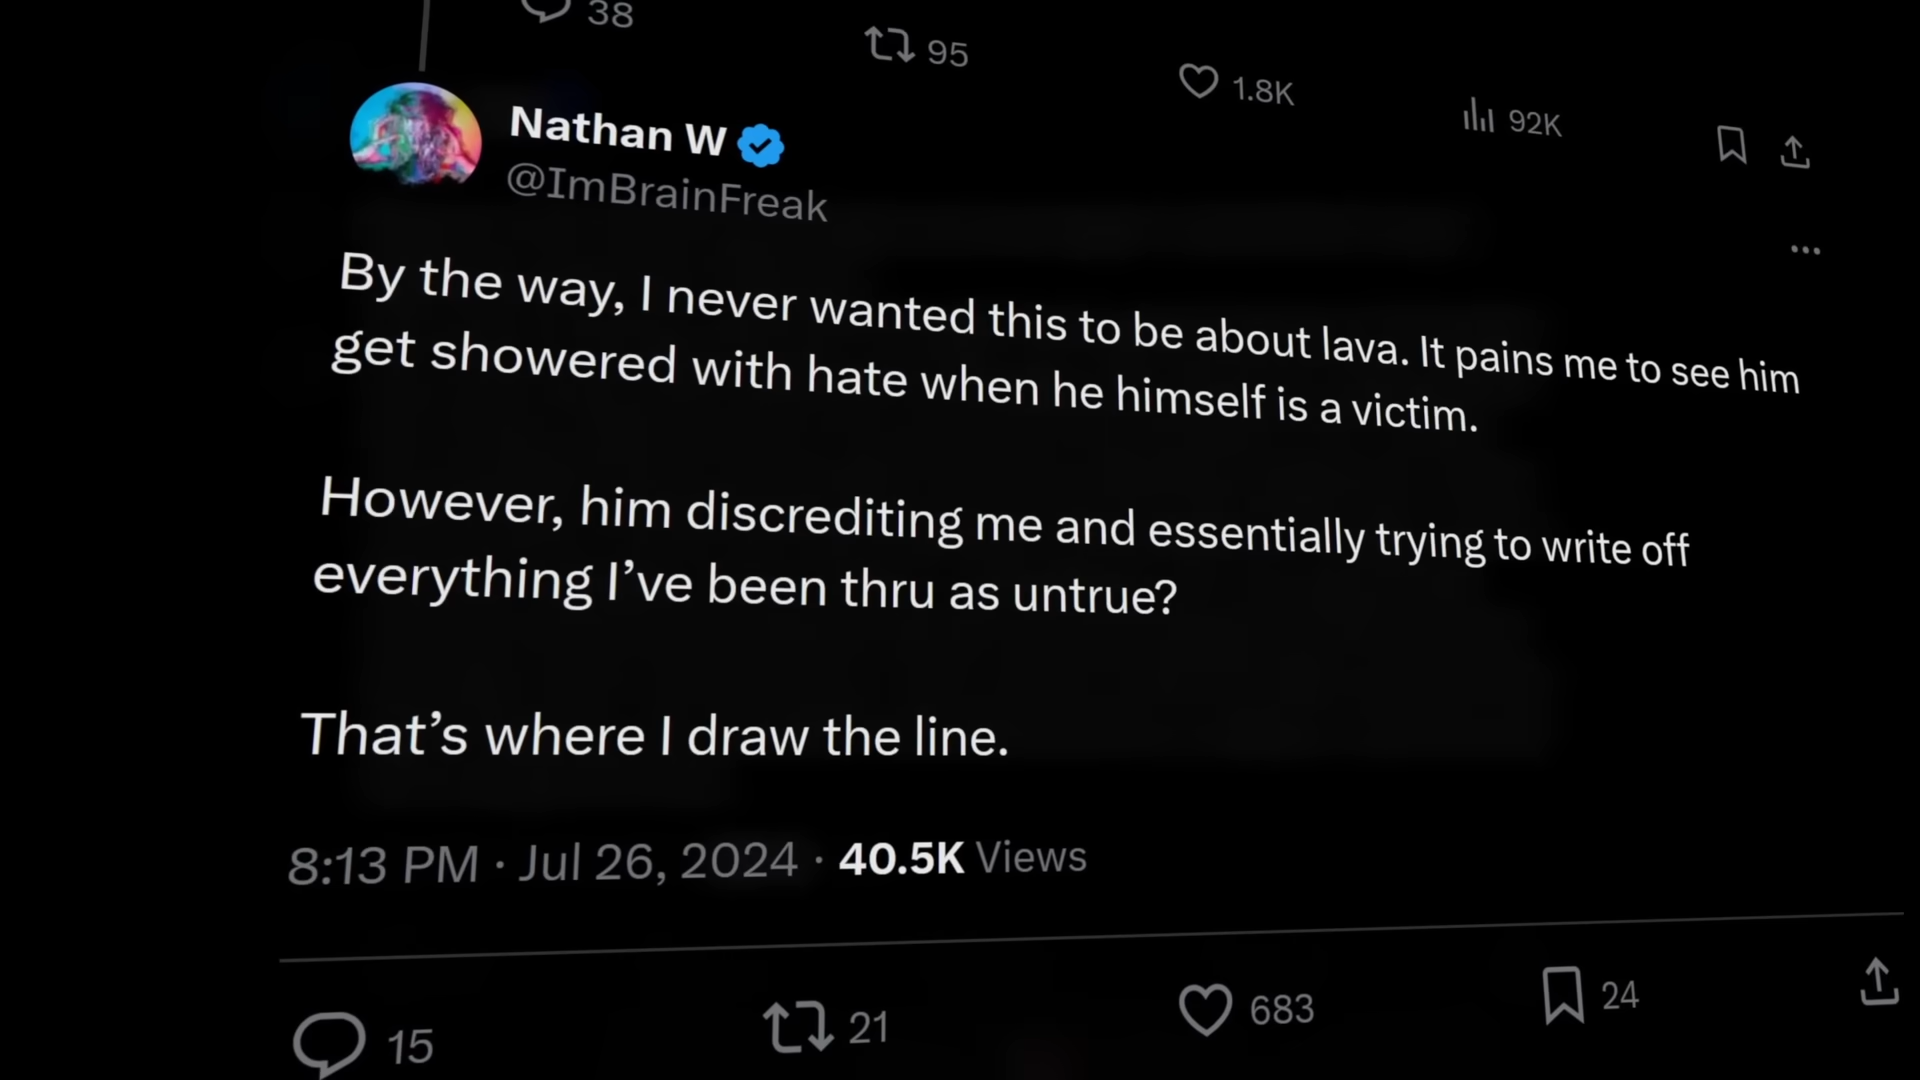 38
95
1.8K
92K
Nathan W
@ImBrainFreak
By the way, I never wanted this to be about lava. It pains me to see him
get showered with hate when he himself is a victim.
However, him discrediting me and essentially trying to write off
everything I’ve been thru as untrue?
That’s where I draw the line.
8:13 PM · Jul 26, 2024 · 40.5K Views
15
21
683
24